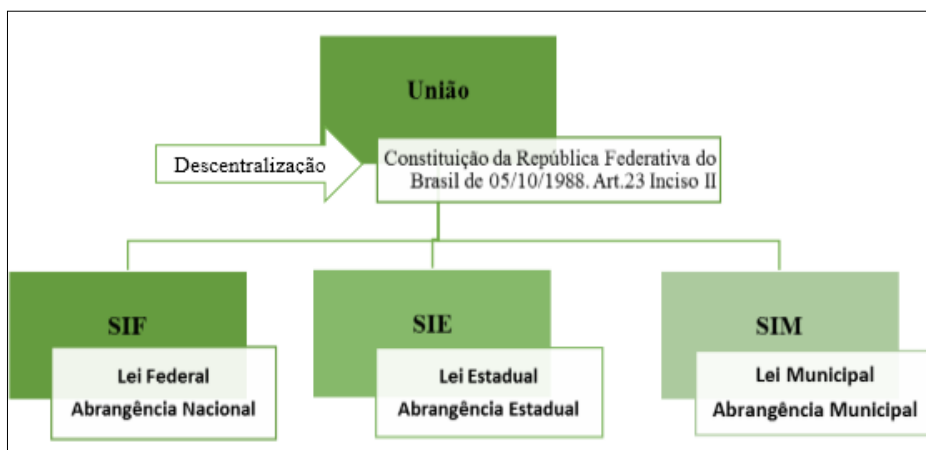 União
Descentralização
Constituição da República Federativa do
Brasil de 05/10/1988. Art.23 Inciso II
SIF
Lei Federal
Abrangência Nacional
SIE
Lei Estadual
Abrangência Estadual
SIM
Lei Municipal
Abrangência Municipal